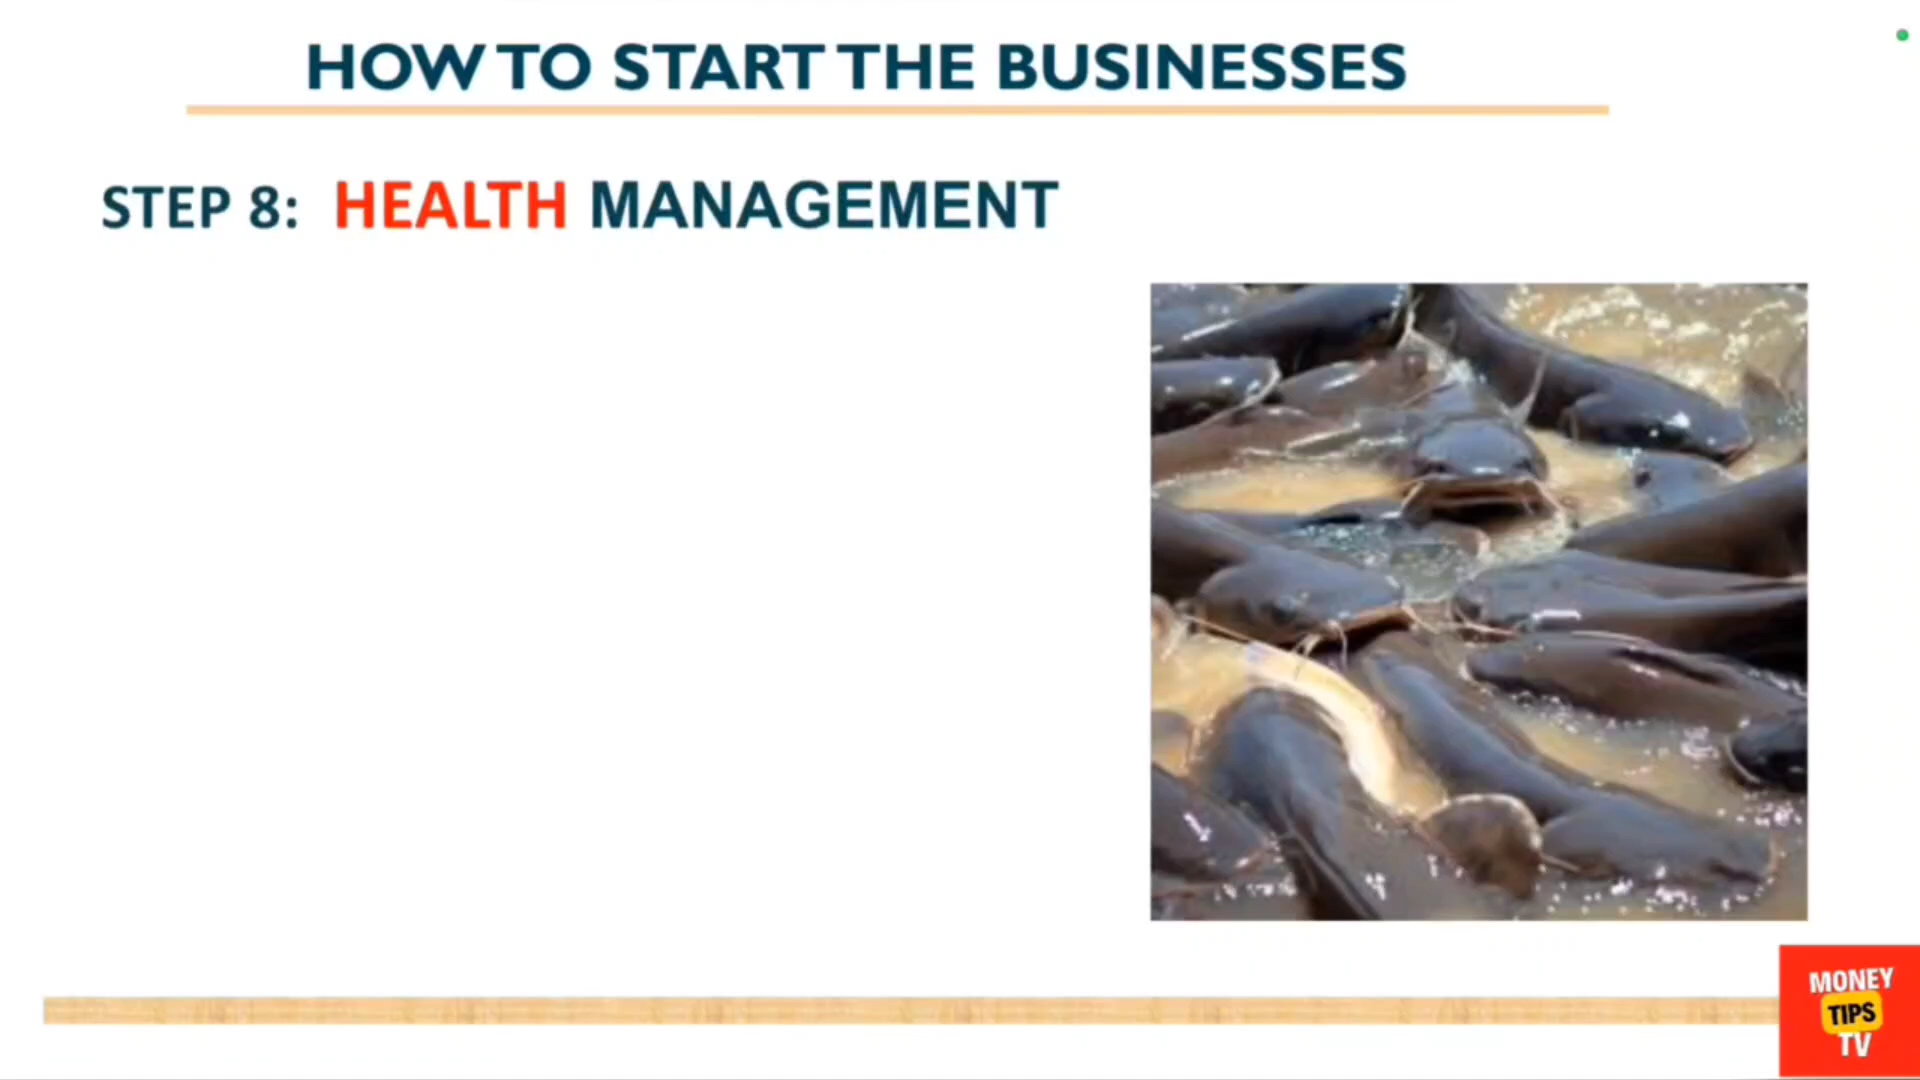 HOW TO START THE BUSINESSES
STEP 8: HEALTH MANAGEMENT
MONEY
TIPS
TV